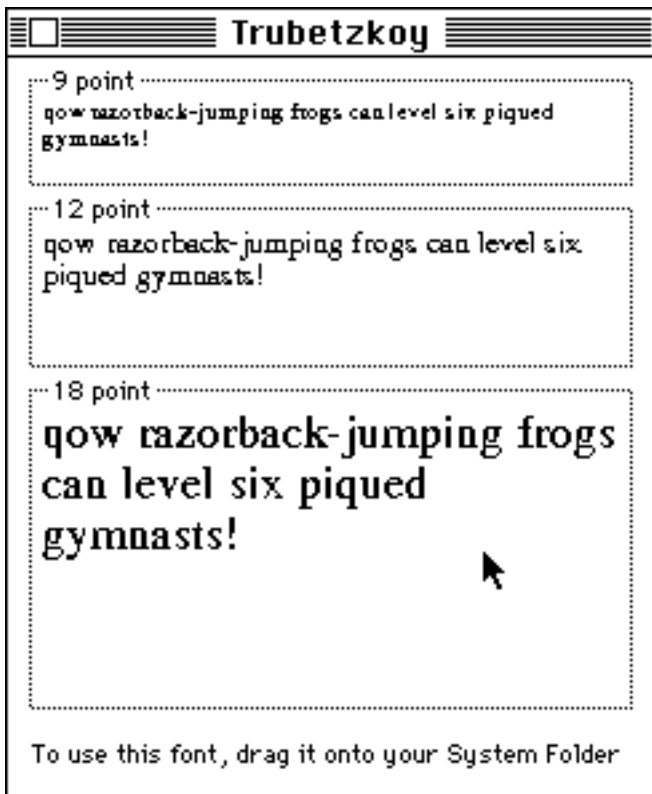 Trubetzkoy
9 point
qow razorback-jumping frogs can level six piqued
gymnasts!
12 point
qow razorback-jumping frogs can level six
piqued gymnasts!
18 point
qow razorback-jumping frogs
can level six piqued
gymnasts!
To use this font, drag it onto your System Folder